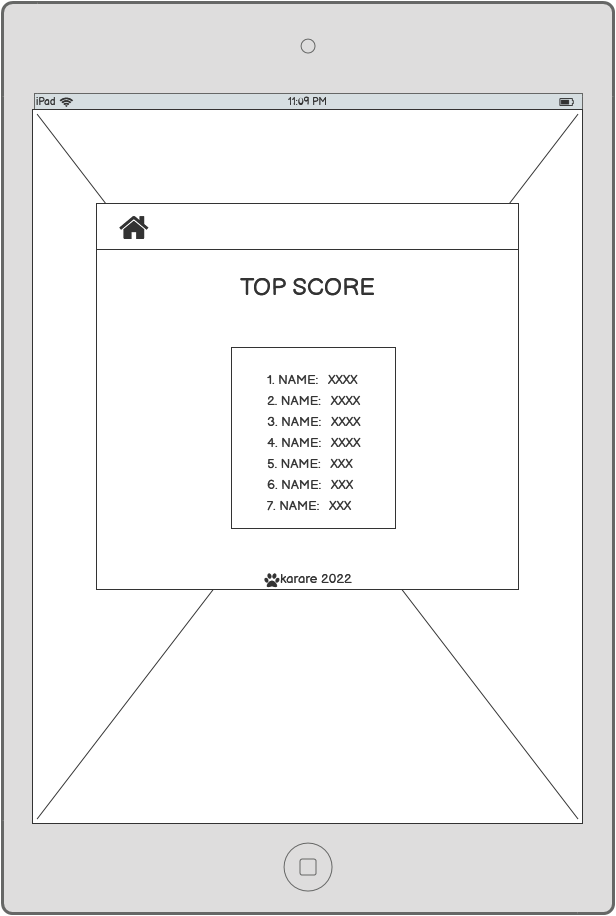 iPad 11:09 PM
TOP SCORE
1. NAME: XXXX
2. NAME: XXXX
3. NAME: XXXX
4. NAME: XXXX
5. NAME: XXX
6. NAME: XXX
7. NAME: XXX
karare 2022